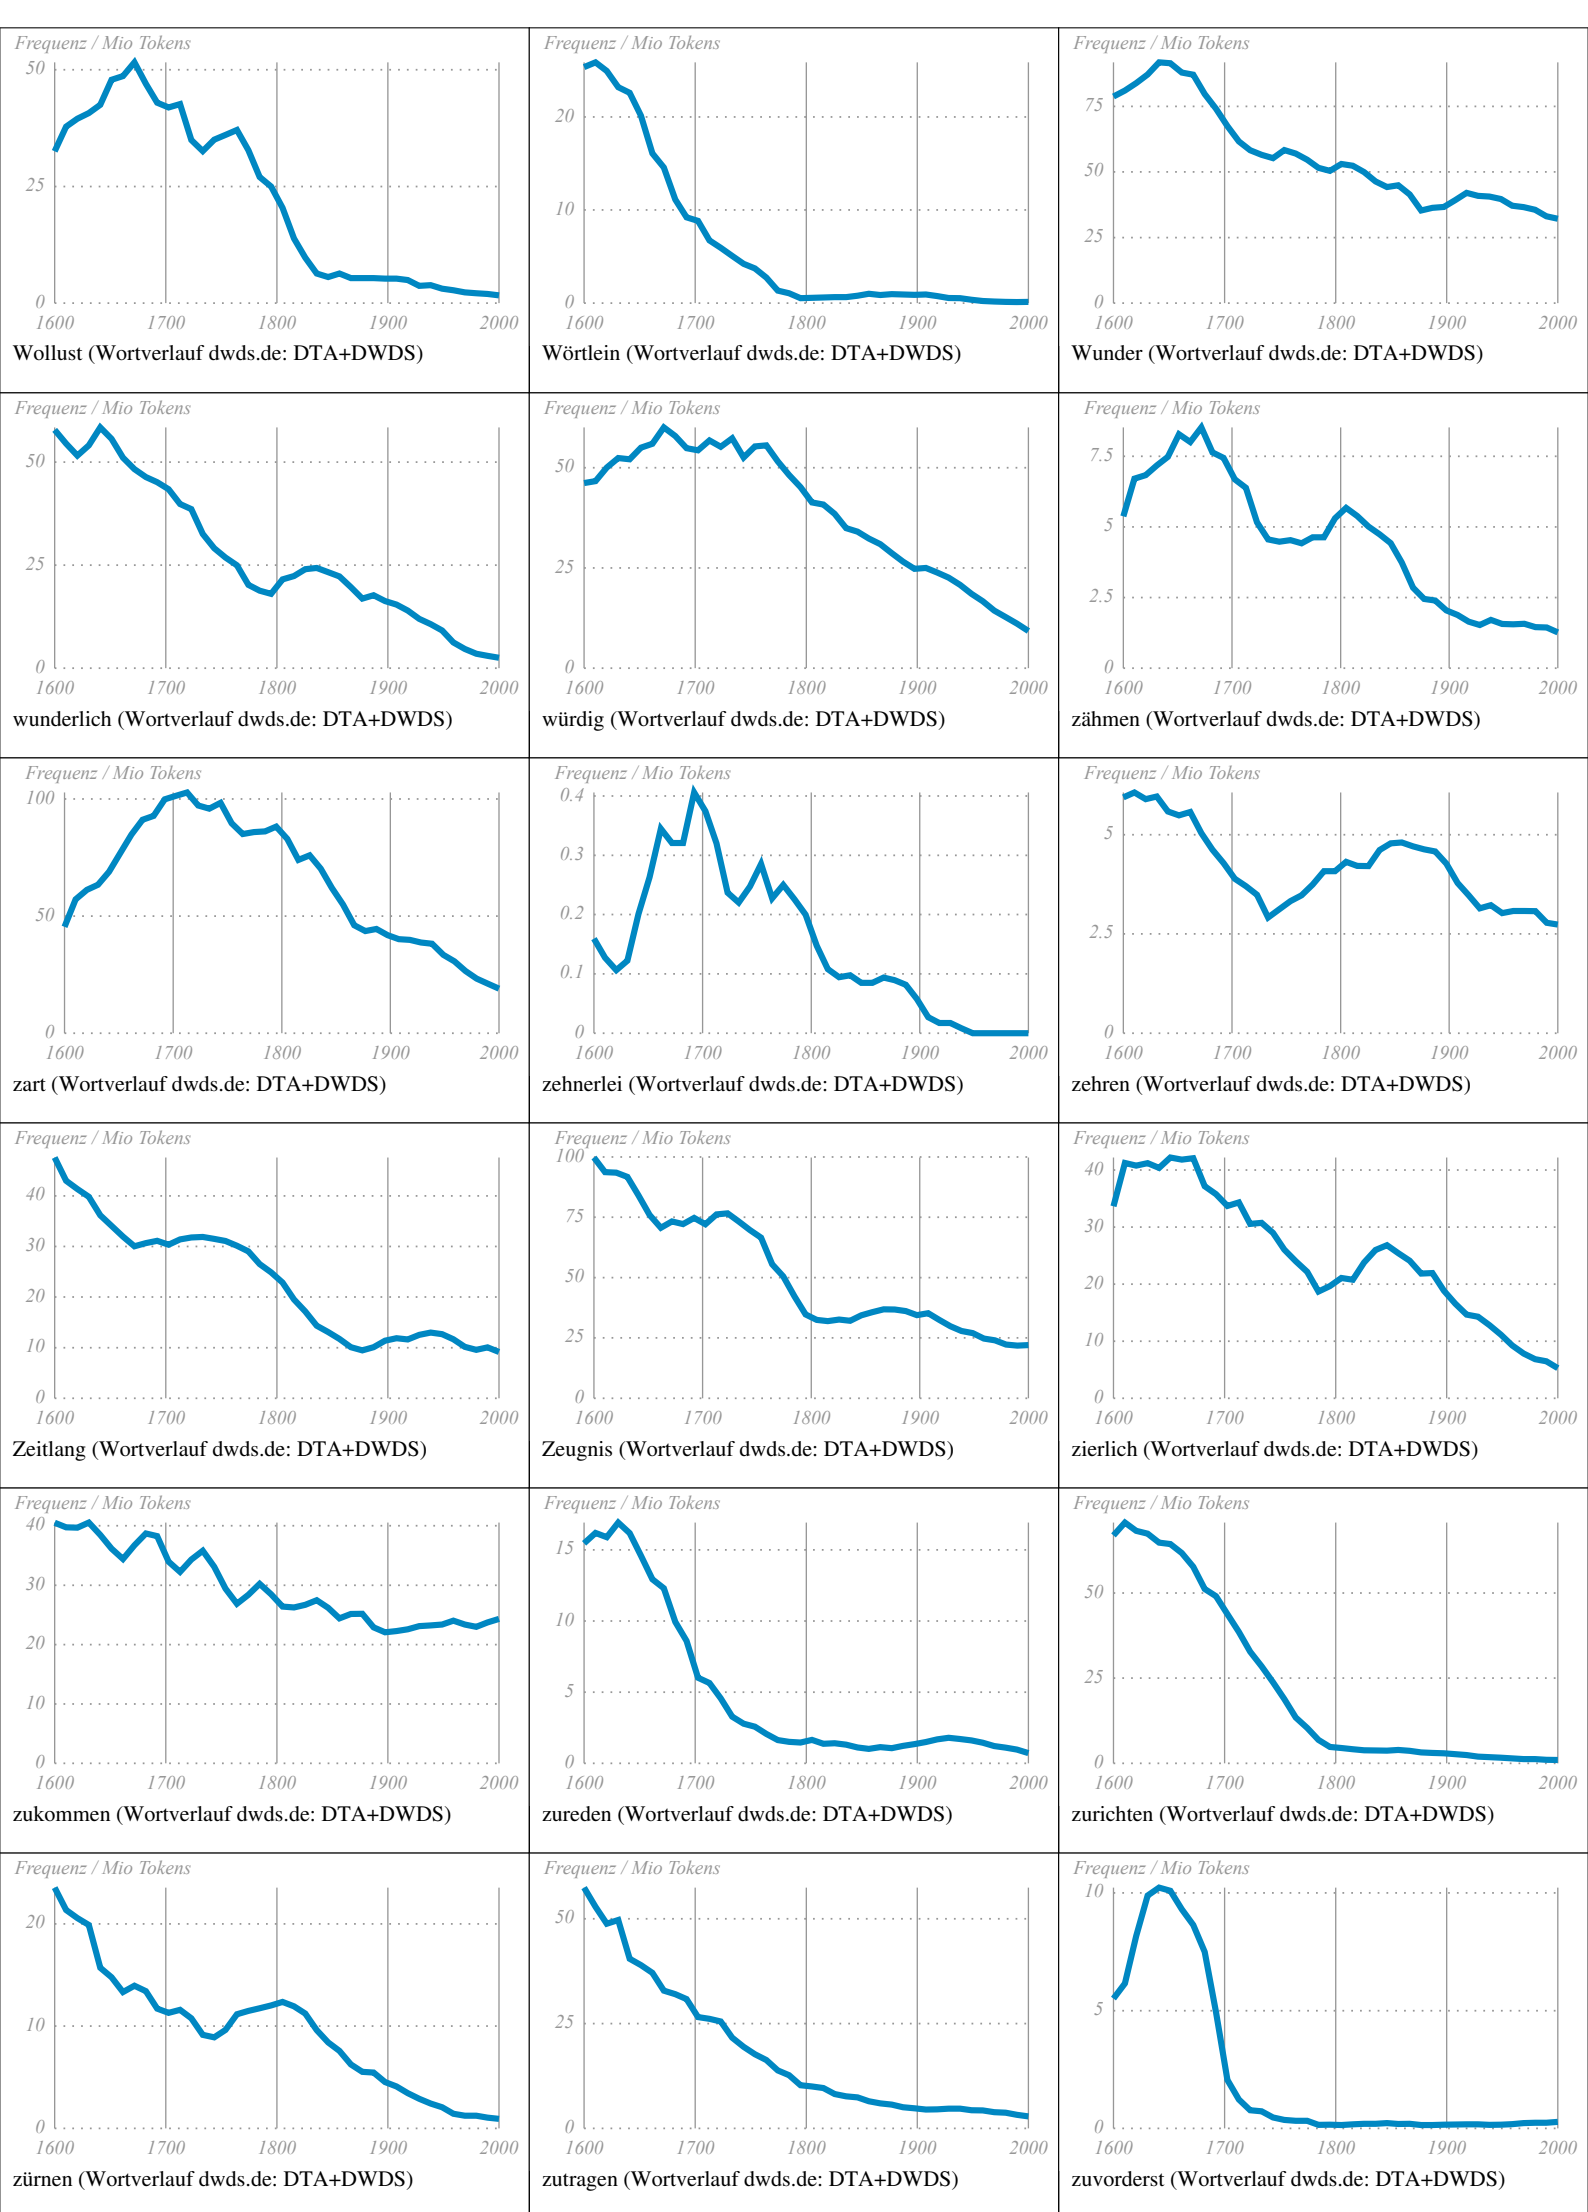 Frequenz / Mio Tokens
50
25
0
1600 1700 1800 1900 2000
Wollust (Wortverlauf dwds.de: DTA+DWDS)
Frequenz / Mio Tokens
20
10
0
1600 1700 1800 1900 2000
Wörtlein (Wortverlauf dwds.de: DTA+DWDS)
Frequenz / Mio Tokens
75
50
25
0
1600 1700 1800 1900 2000
Wunder (Wortverlauf dwds.de: DTA+DWDS)
Frequenz / Mio Tokens
50
25
0
1600 1700 1800 1900 2000
wunderlich (Wortverlauf dwds.de: DTA+DWDS)
Frequenz / Mio Tokens
50
25
0
1600 1700 1800 1900 2000
würdig (Wortverlauf dwds.de: DTA+DWDS)
Frequenz / Mio Tokens
7.5
5
2.5
0
1600 1700 1800 1900 2000
zähmen (Wortverlauf dwds.de: DTA+DWDS)
Frequenz / Mio Tokens
100
50
0
1600 1700 1800 1900 2000
zart (Wortverlauf dwds.de: DTA+DWDS)
Frequenz / Mio Tokens
0.4
0.3
0.2
0.1
0
1600 1700 1800 1900 2000
zehnerlei (Wortverlauf dwds.de: DTA+DWDS)
Frequenz / Mio Tokens
5
2.5
0
1600 1700 1800 1900 2000
zehren (Wortverlauf dwds.de: DTA+DWDS)
Frequenz / Mio Tokens
40
30
20
10
0
1600 1700 1800 1900 2000
Zeitlang (Wortverlauf dwds.de: DTA+DWDS)
Frequenz / Mio Tokens
100
75
50
25
0
1600 1700 1800 1900 2000
Zeugnis (Wortverlauf dwds.de: DTA+DWDS)
Frequenz / Mio Tokens
40
30
20
10
0
1600 1700 1800 1900 2000
zierlich (Wortverlauf dwds.de: DTA+DWDS)
Frequenz / Mio Tokens
40
30
20
10
0
1600 1700 1800 1900 2000
zukommen (Wortverlauf dwds.de: DTA+DWDS)
Frequenz / Mio Tokens
15
10
5
0
1600 1700 1800 1900 2000
zureden (Wortverlauf dwds.de: DTA+DWDS)
Frequenz / Mio Tokens
50
25
0
1600 1700 1800 1900 2000
zurichten (Wortverlauf dwds.de: DTA+DWDS)
Frequenz / Mio Tokens
20
10
0
1600 1700 1800 1900 2000
zürnen (Wortverlauf dwds.de: DTA+DWDS)
Frequenz / Mio Tokens
50
25
0
1600 1700 1800 1900 2000
zutragen (Wortverlauf dwds.de: DTA+DWDS)
Frequenz / Mio Tokens
10
5
0
1600 1700 1800 1900 2000
zuvorderst (Wortverlauf dwds.de: DTA+DWDS)